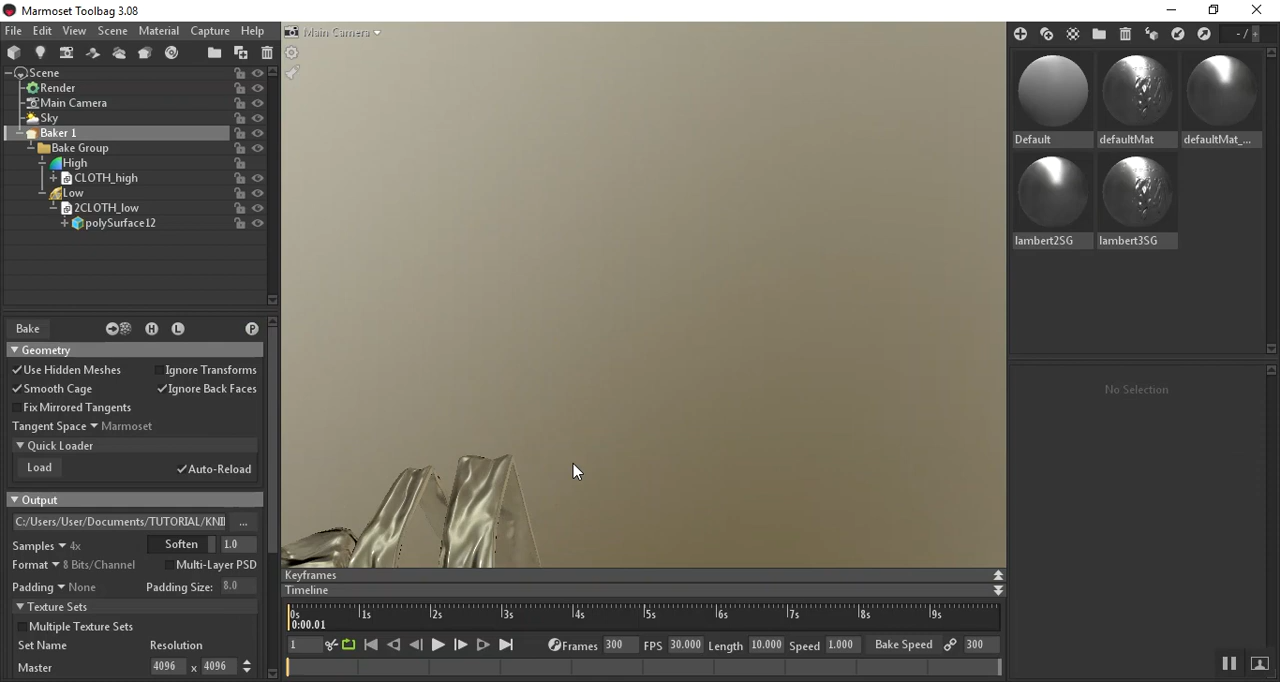 Marmoset Toolbag 3.08
File Edit View Scene Material Capture Help
Main Camera
- / +
Scene
Render
Main Camera
Sky
Baker 1
Bake Group
High
CLOTH_high
Low
2CLOTH_low
polySurface12
Default defaultMat defaultMat_...
lambert2SG lambert3SG
Bake H L P
Geometry
Use Hidden Meshes Ignore Transforms
Smooth Cage Ignore Back Faces
Fix Mirrored Tangents
Tangent Space Marmoset
Quick Loader
Load Auto-Reload
Output
C:/Users/User/Documents/TUTORIAL/KNII ...
Samples 4x Soften 1.0
Format 8 Bits/Channel Multi-Layer PSD
Padding None Padding Size: 8.0
Texture Sets
Multiple Texture Sets
Set Name Resolution
Master 4096 x 4096
No Selection
Keyframes
Timeline
0s 1s 2s 3s 4s 5s 6s 7s 8s 9s
0:00.01
1 Frames 300 FPS 30.000 Length 10.000 Speed 1.000 Bake Speed 300